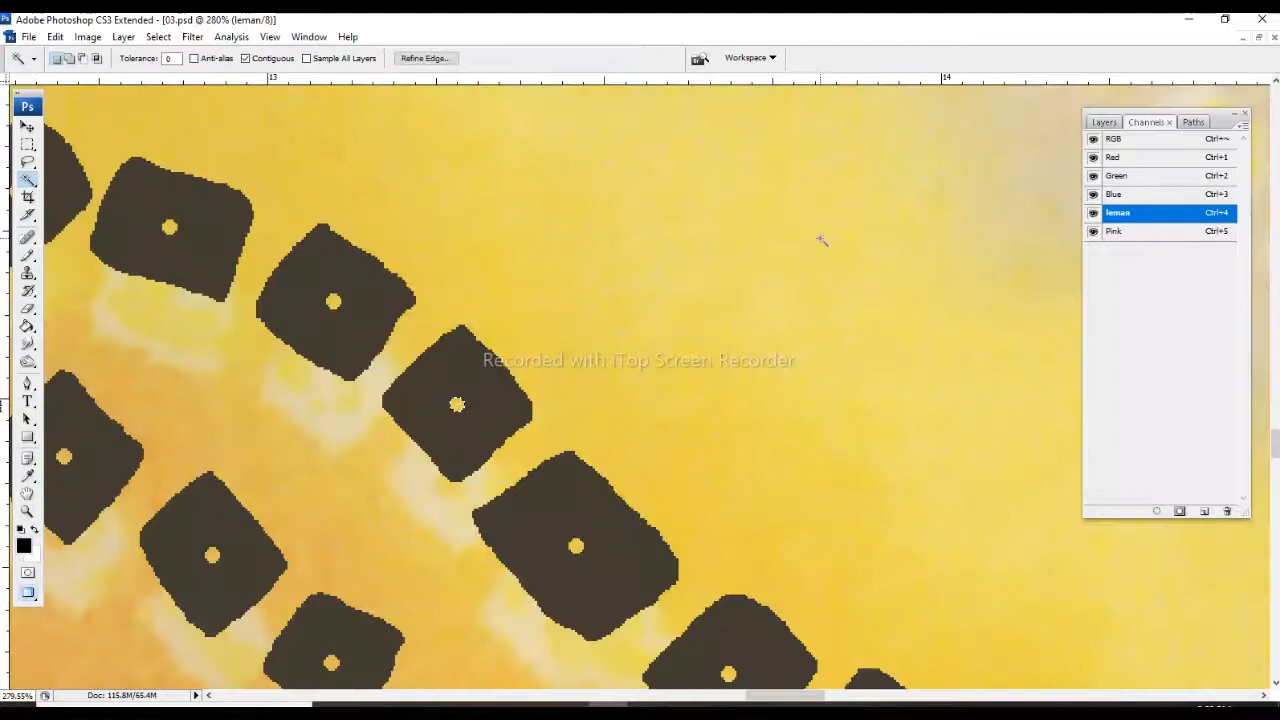 Ps Adobe Photoshop CS3 Extended - [03.psd @ 280% (leman/8)]
Ps File Edit Image Layer Select Filter Analysis View Window Help
Tolerance: 0 Anti-alias Contiguous Sample All Layers Refine Edge... Workspace
13 14
Ps
Layers Channels Paths
RGB Ctrl+~
Red Ctrl+1
Green Ctrl+2
Blue Ctrl+3
leman Ctrl+4
Pink Ctrl+5
Recorded with iTop Screen Recorder
T
279.55% Doc: 115.8M/65.4M